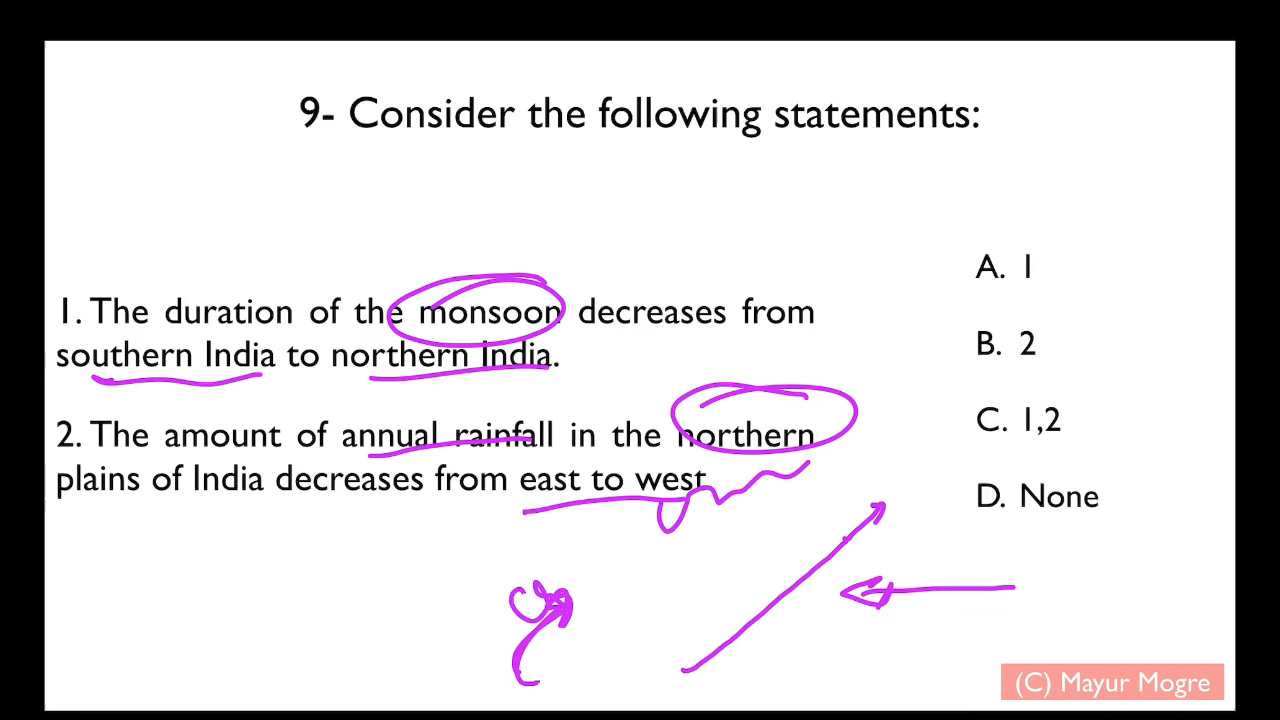 9- Consider the following statements:
1. The duration of the monsoon decreases from
southern India to northern India.
2. The amount of annual rainfall in the northern
plains of India decreases from east to west
A. 1
B. 2
C. 1,2
D. None
(C) Mayur Mogre